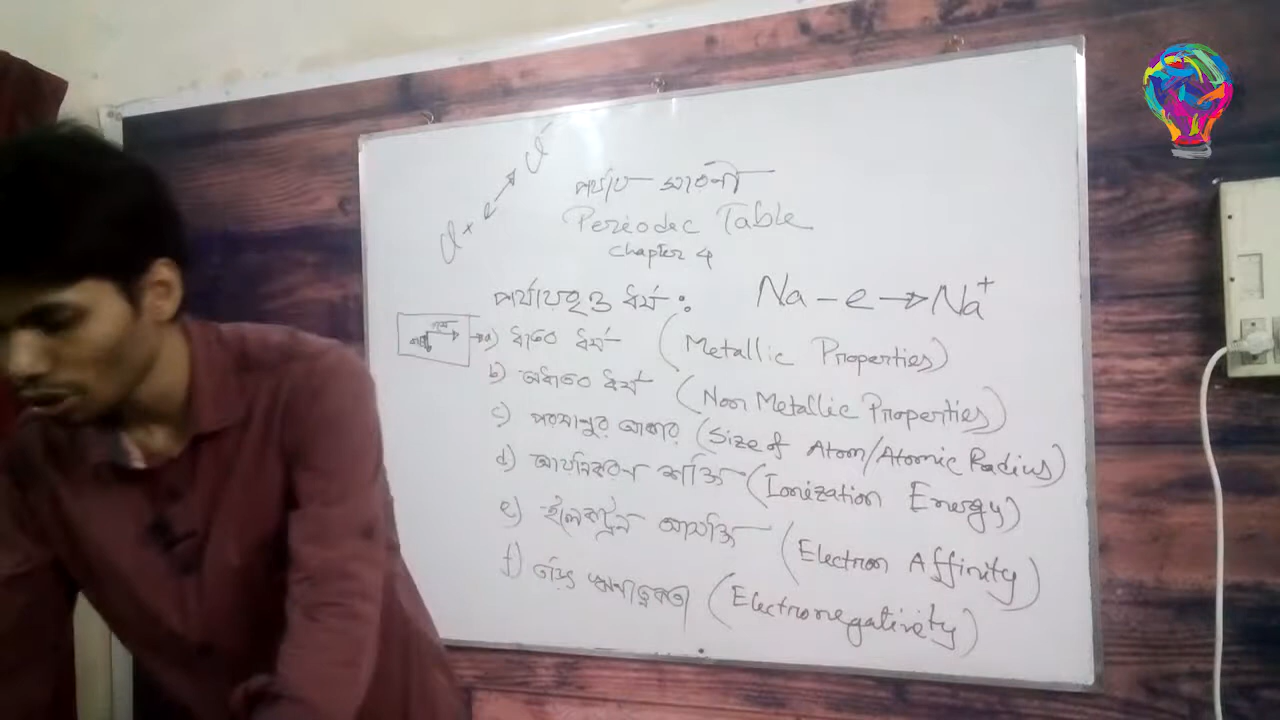 পর্যায় সারণী
Periodec Table
Chapter 4
পর্যায়বৃত্ত ধর্ম :
Na - e → Na⁺
a) ধাতব ধর্ম (Metallic Properties)
b) অধাতব ধর্ম (Non Metallic Properties)
c) পরমাণুর আকার (Size of Atom/Atomic Radius)
d) আয়নিকরণ শক্তি (Ionization Energy)
e) ইলেকট্রন আসক্তি (Electron Affinity)
f) তড়িৎ ঋণাত্মকতা (Electronegativity)